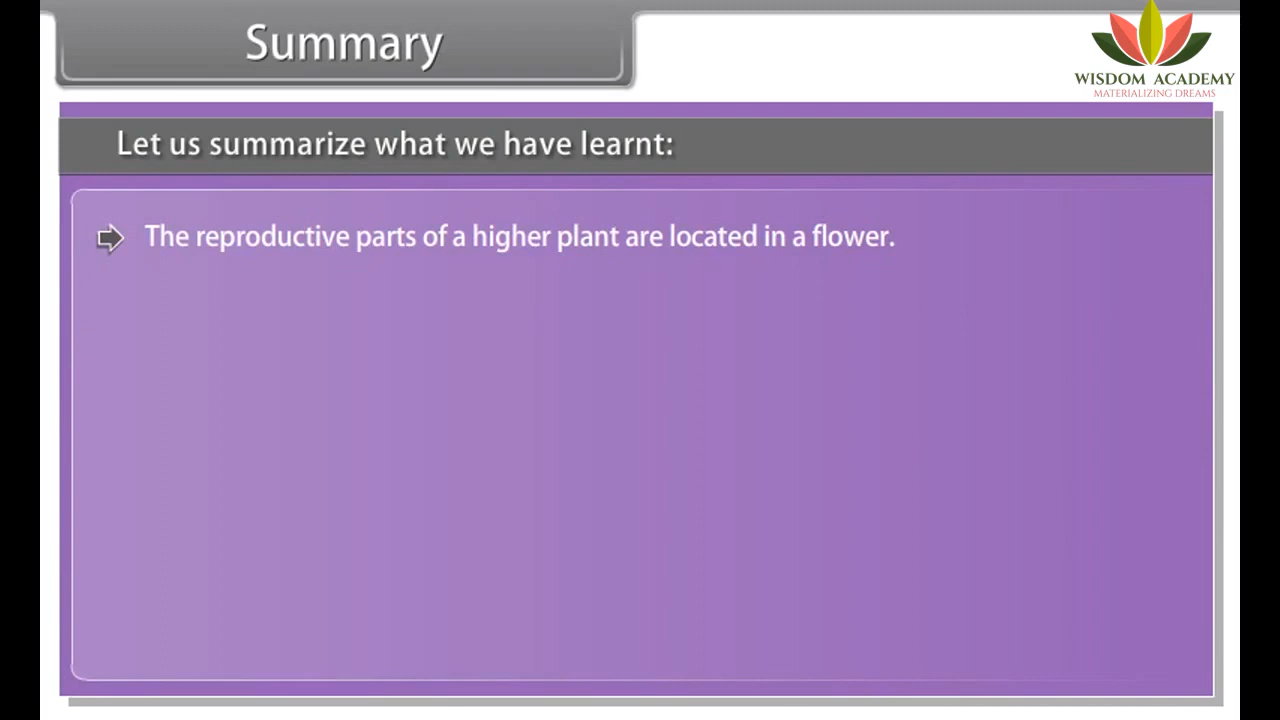 Summary
WISDOM ACADEMY
MATERIALIZING DREAMS
Let us summarize what we have learnt:
The reproductive parts of a higher plant are located in a flower.